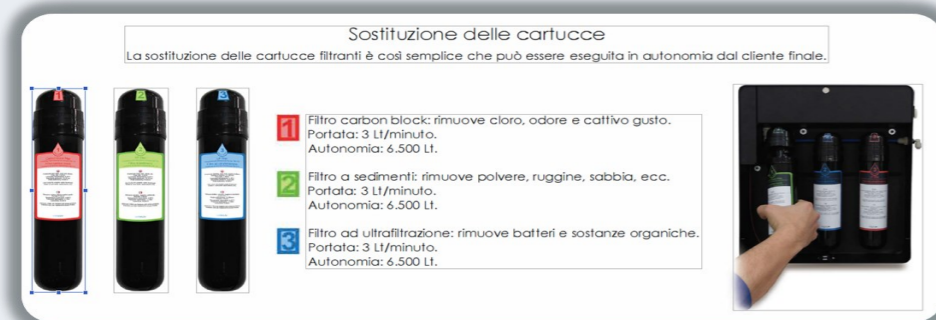 Sostituzione delle cartucce
La sostituzione delle cartucce filtranti è così semplice che può essere eseguita in autonomia dal cliente finale.
1
2
3
1
Filtro carbon block: rimuove cloro, odore e cattivo gusto.
Portata: 3 Lt/minuto.
Autonomia: 6.500 Lt.
2
Filtro a sedimenti: rimuove polvere, ruggine, sabbia, ecc.
Portata: 3 Lt/minuto.
Autonomia: 6.500 Lt.
3
Filtro ad ultrafiltrazione: rimuove batteri e sostanze organiche.
Portata: 3 Lt/minuto.
Autonomia: 6.500 Lt.